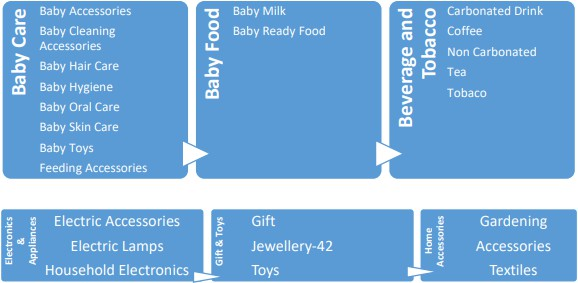 Baby Care
Baby Accessories
Baby Cleaning
Accessories
Baby Hair Care
Baby Hygiene
Baby Oral Care
Baby Skin Care
Baby Toys
Feeding Accessories
Baby Food
Baby Milk
Baby Ready Food
Beverage and
Tobacco
Carbonated Drink
Coffee
Non Carbonated
Tea
Tobaco
Electronics
&
Appliances
Electric Accessories
Electric Lamps
Household Electronics
Gift & Toys
Gift
Jewellery-42
Toys
Home
Accessories
Gardening
Accessories
Textiles